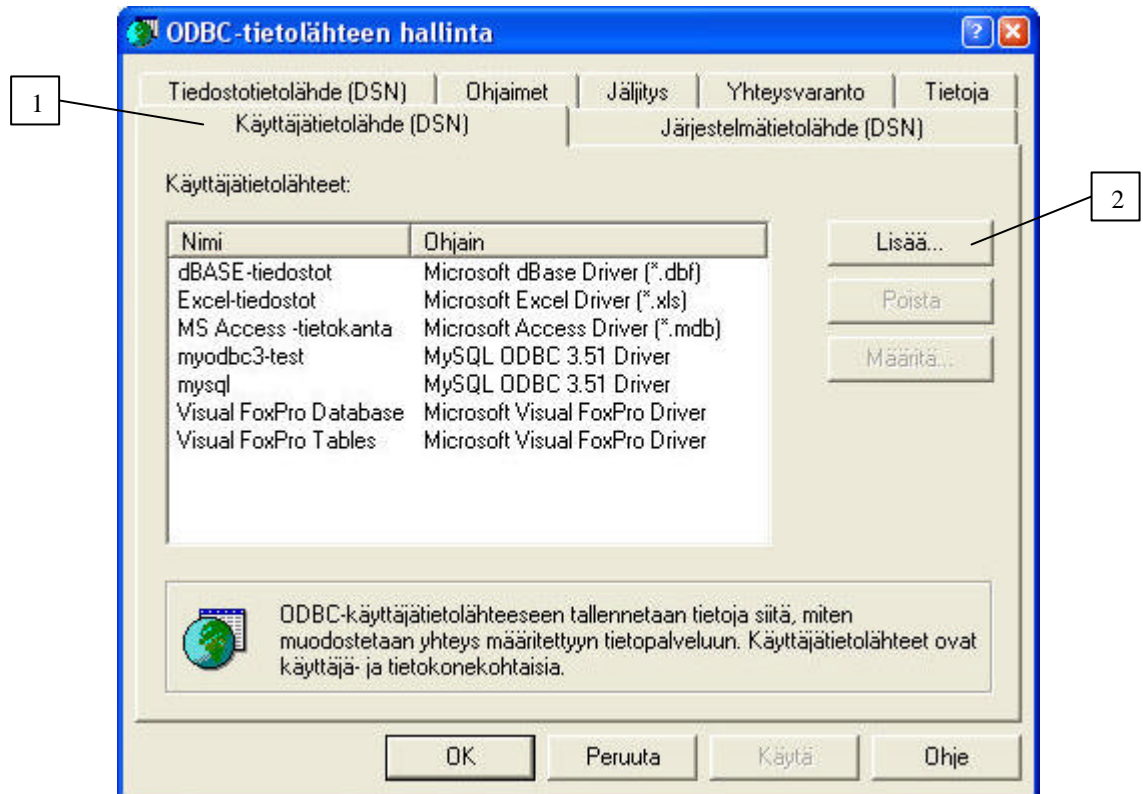 ODBC-tietolähteen hallinta
1
Tiedostotietolähde (DSN) Ohjaimet Jäljitys Yhteysvaranto Tietoja
Käyttäjätietolähde (DSN) Järjestelmätietolähde (DSN)
Käyttäjätietolähteet:
2
Nimi Ohjain
dBASE-tiedostot Microsoft dBase Driver (*.dbf)
Excel-tiedostot Microsoft Excel Driver (*.xls)
MS Access -tietokanta Microsoft Access Driver (*.mdb)
myodbc3-test MySQL ODBC 3.51 Driver
mysql MySQL ODBC 3.51 Driver
Visual FoxPro Database Microsoft Visual FoxPro Driver
Visual FoxPro Tables Microsoft Visual FoxPro Driver
Lisää...
Poista
Määritä...
ODBC-käyttäjätietolähteeseen tallennetaan tietoja siitä, miten
muodostetaan yhteys määritettyyn tietopalveluun. Käyttäjätietolähteet ovat
käyttäjä- ja tietokonekohtaisia.
OK Peruuta Käytä Ohje